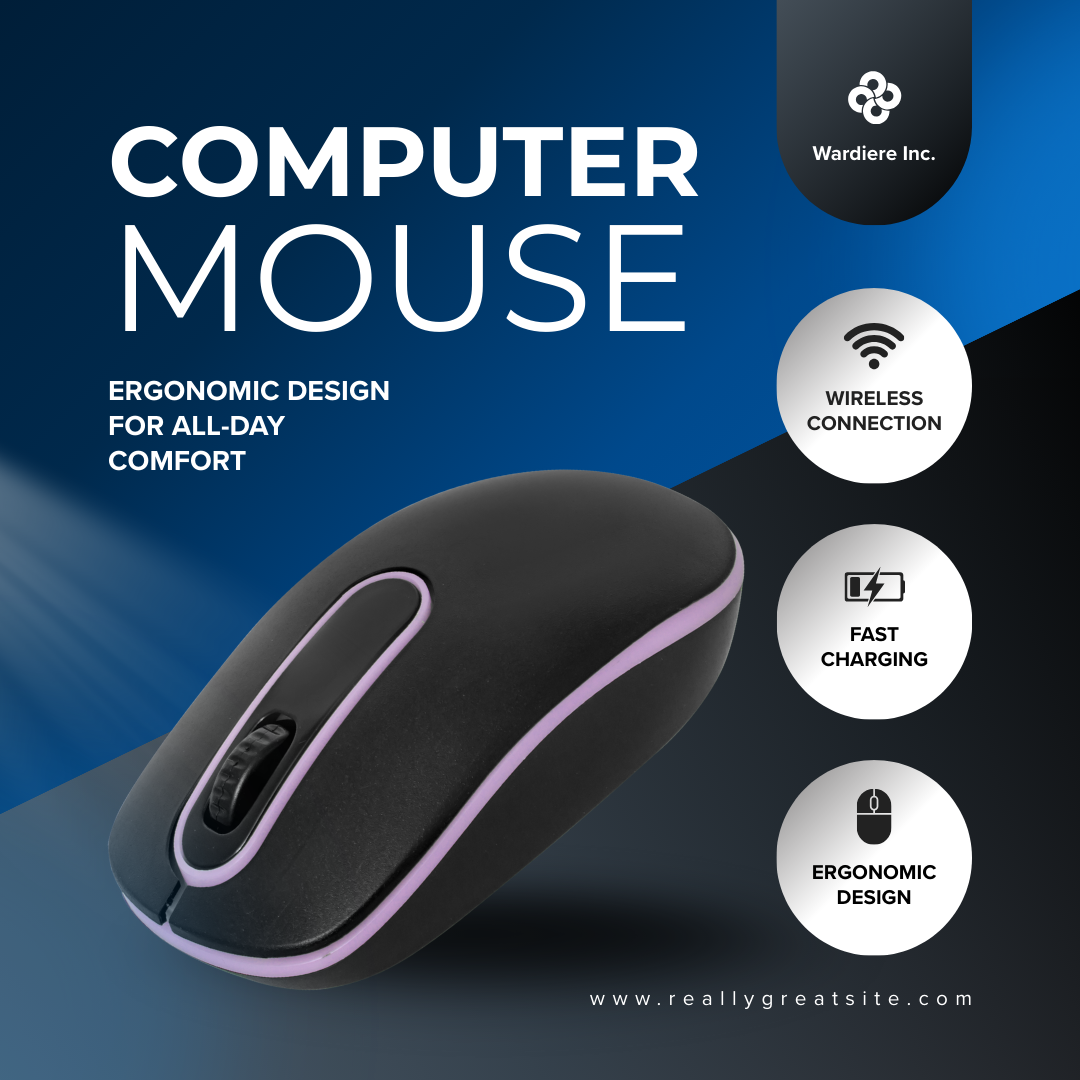 COMPUTER
MOUSE
ERGONOMIC DESIGN
FOR ALL-DAY
COMFORT
Wardiere Inc.
WIRELESS
CONNECTION
FAST
CHARGING
ERGONOMIC
DESIGN
www.reallygreatsite.com